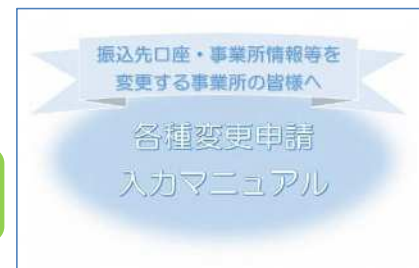 振込先口座・事業所情報等を
変更する事業所の皆様へ
各種変更申請
入力マニュアル